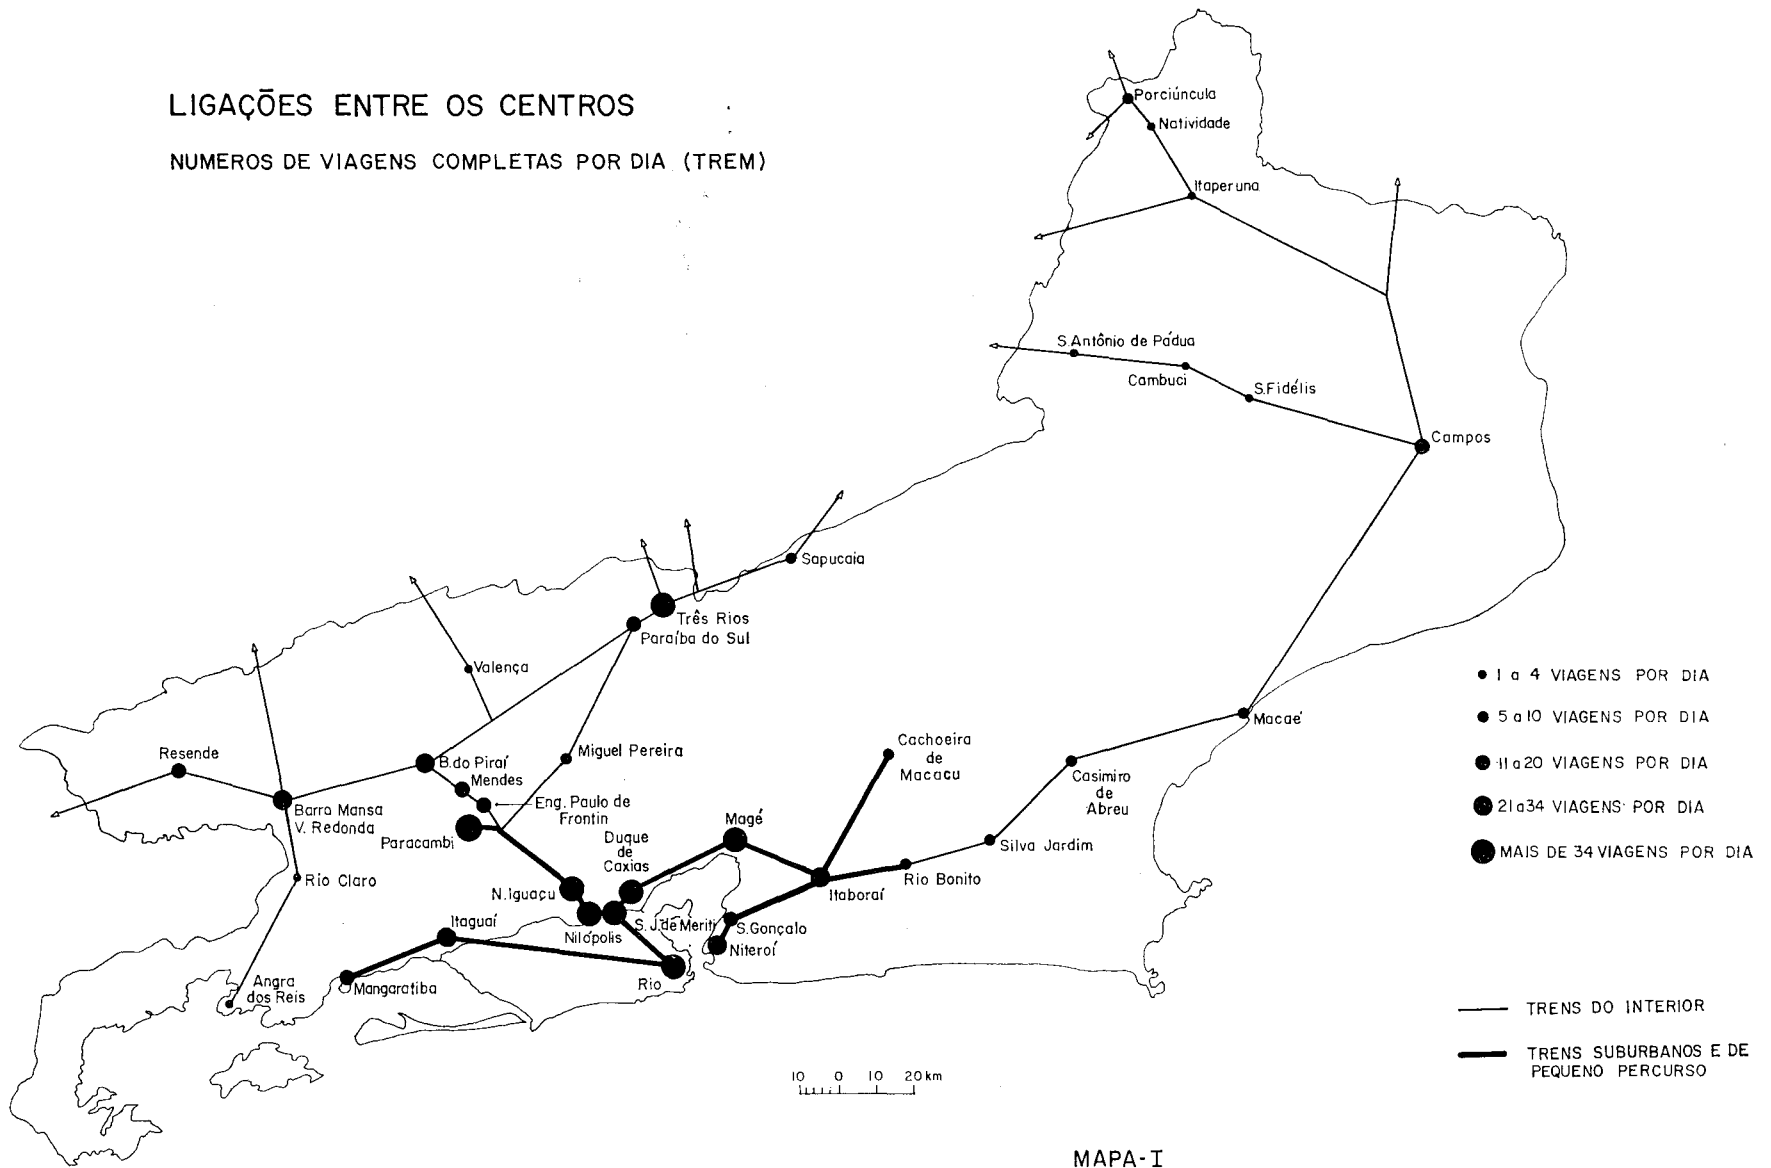 LIGAÇÕES ENTRE OS CENTROS
NUMEROS DE VIAGENS COMPLETAS POR DIA (TREM)
Porciúncula
Natividade
Itaperuna
S.Antônio de Pádua
Cambuci
S.Fidélis
Campos
Sapucaia
Três Rios
Paraíba do Sul
Valença
Resende
B.do Piraí
Mendes
Miguel Pereira
Cachoeira
de
Macacu
Macaé
Casimiro
de
Abreu
Barra Mansa
V. Redonda
Eng. Paulo de
Frontin
Paracambi
Duque
de
Caxias
Magé
Silva Jardim
Rio Claro
N.Iguaçu
Itaboraí
Rio Bonito
Itaguaí
Nilópolis
S.J.de Meriti
S.Gonçalo
Niteroí
Angra
dos Reis
Mangaratiba
Rio
1 a 4 VIAGENS POR DIA
5 a 10 VIAGENS POR DIA
11 a 20 VIAGENS POR DIA
21 a 34 VIAGENS POR DIA
MAIS DE 34 VIAGENS POR DIA
TRENS DO INTERIOR
TRENS SUBURBANOS E DE
PEQUENO PERCURSO
10 0 10 20 km
MAPA-I